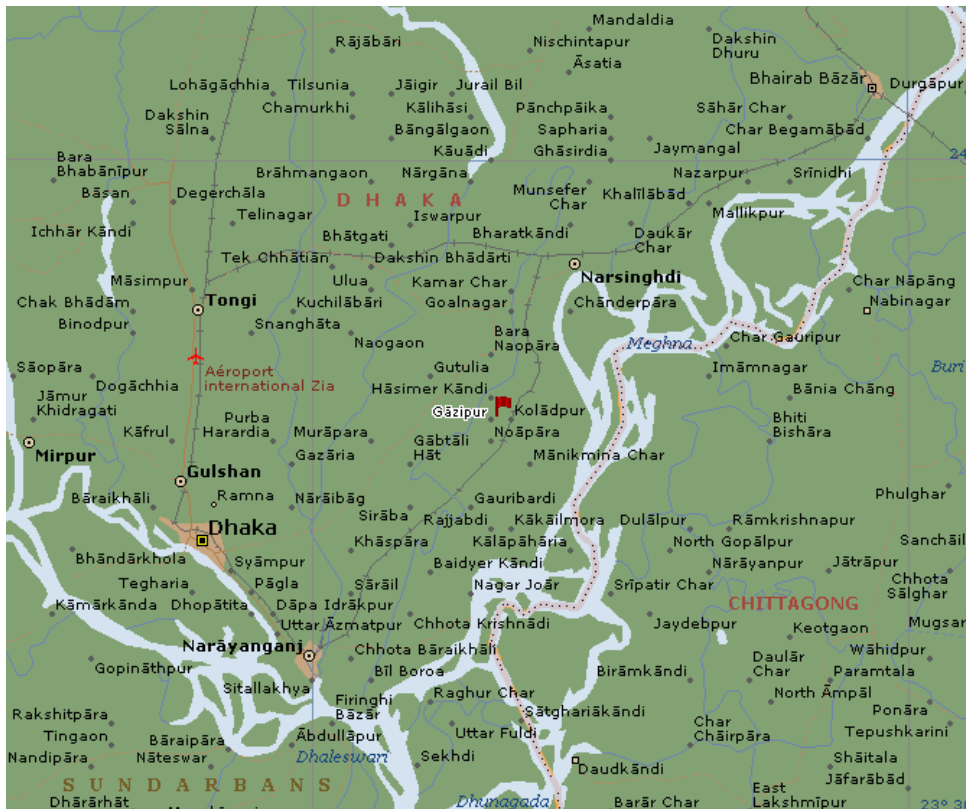 Mandaldia
Rājābāri
Nischintapur
Dakshin
Dhuru
Āsatia
Bhairab Bāzār
Durgāpur
Lohāgāchhia
Tilsunia
Jāigir
Jurail Bil
Chamurkhi
Kālihāsi
Pānchpāika
Sāhār Char
Dakshin
Sālna
Bāngālgaon
Sapharia
Char Begamābād
Kāuādi
Ghāsirdia
Jaymangal
24
Bara
Bhabānīpur
Brāhmangaon
Nārgāna
Nazarpur
Srīnidhi
Bāsan
Degerchāla
DHAKA
Munsefer
Char
Khalīlābād
Telinagar
Iswarpur
Mallikpur
Ichhār Kāndi
Bhātgati
Bharatkāndi
Daukār
Char
Tek Chhātiān
Dakshin Bhādārti
Māsimpur
Ulua
Kamar Char
Narsinghdi
Char Nāpāng
Chak Bhādām
Tongi
Kuchilābāri
Goalnagar
Chānderpāra
Nabinagar
Binodpur
Snanghāta
Naogaon
Bara
Naopāra
Meghna
Char Gauripur
Sāopāra
Aéroport
international Zia
Gutulia
Imāmnagar
Buri
Dogāchhia
Hāsimer Kāndi
Bānia Chāng
Jāmur
Khidragati
Purba
Harardia
Gāzipur
Kolādpur
Bhiti
Bishāra
Kāfrul
Murāpara
Gābtāli
Hāt
Noāpāra
Mirpur
Gazāria
Mānikmina Char
Gulshan
Bāraikhāli
Ramna
Nārāibāg
Gauribardi
Phulghar
Dhaka
Sirāba
Rajjabdi
Kākāilmora
Dulālpur
Rāmkrishnapur
Khāspāra
Kālāpāhāria
North Gopālpur
Sanchāil
Bhāndārkhola
Syāmpur
Baidyer Kāndi
Nārāyanpur
Jātrāpur
Tegharia
Pāgla
Sārāil
Nagar Joār
Srīpatir Char
Chhota
Sālghar
Kāmārkānda
Dhopātita
Dāpa Idrākpur
CHITTAGONG
Uttar Āzmatpur
Chhota Krishnādi
Jaydebpur
Keotgaon
Mugsar
Narāyanganj
Chhota Bāraikhāli
Wāhidpur
Gopināthpur
Bīl Boroa
Birāmkāndi
Daulār
Char
Paramtala
Sitallakhya
Raghur Char
North Āmpāl
Firinghi
Bāzār
Sātghariākāndi
Ponāra
Rakshitpāra
Char
Chāirpāra
Tingaon
Bāraipāra
Ābdullāpur
Uttar Fuldi
Tepushkarini
Nandipāra
Nāteswar
Dhaleswari
Sekhdi
Daudkāndi
Shāitala
SUNDARBANS
Jāfarābād
Dhārārhāt
Dhunagada
Barār Char
East
Lakshmīpur
23° 3